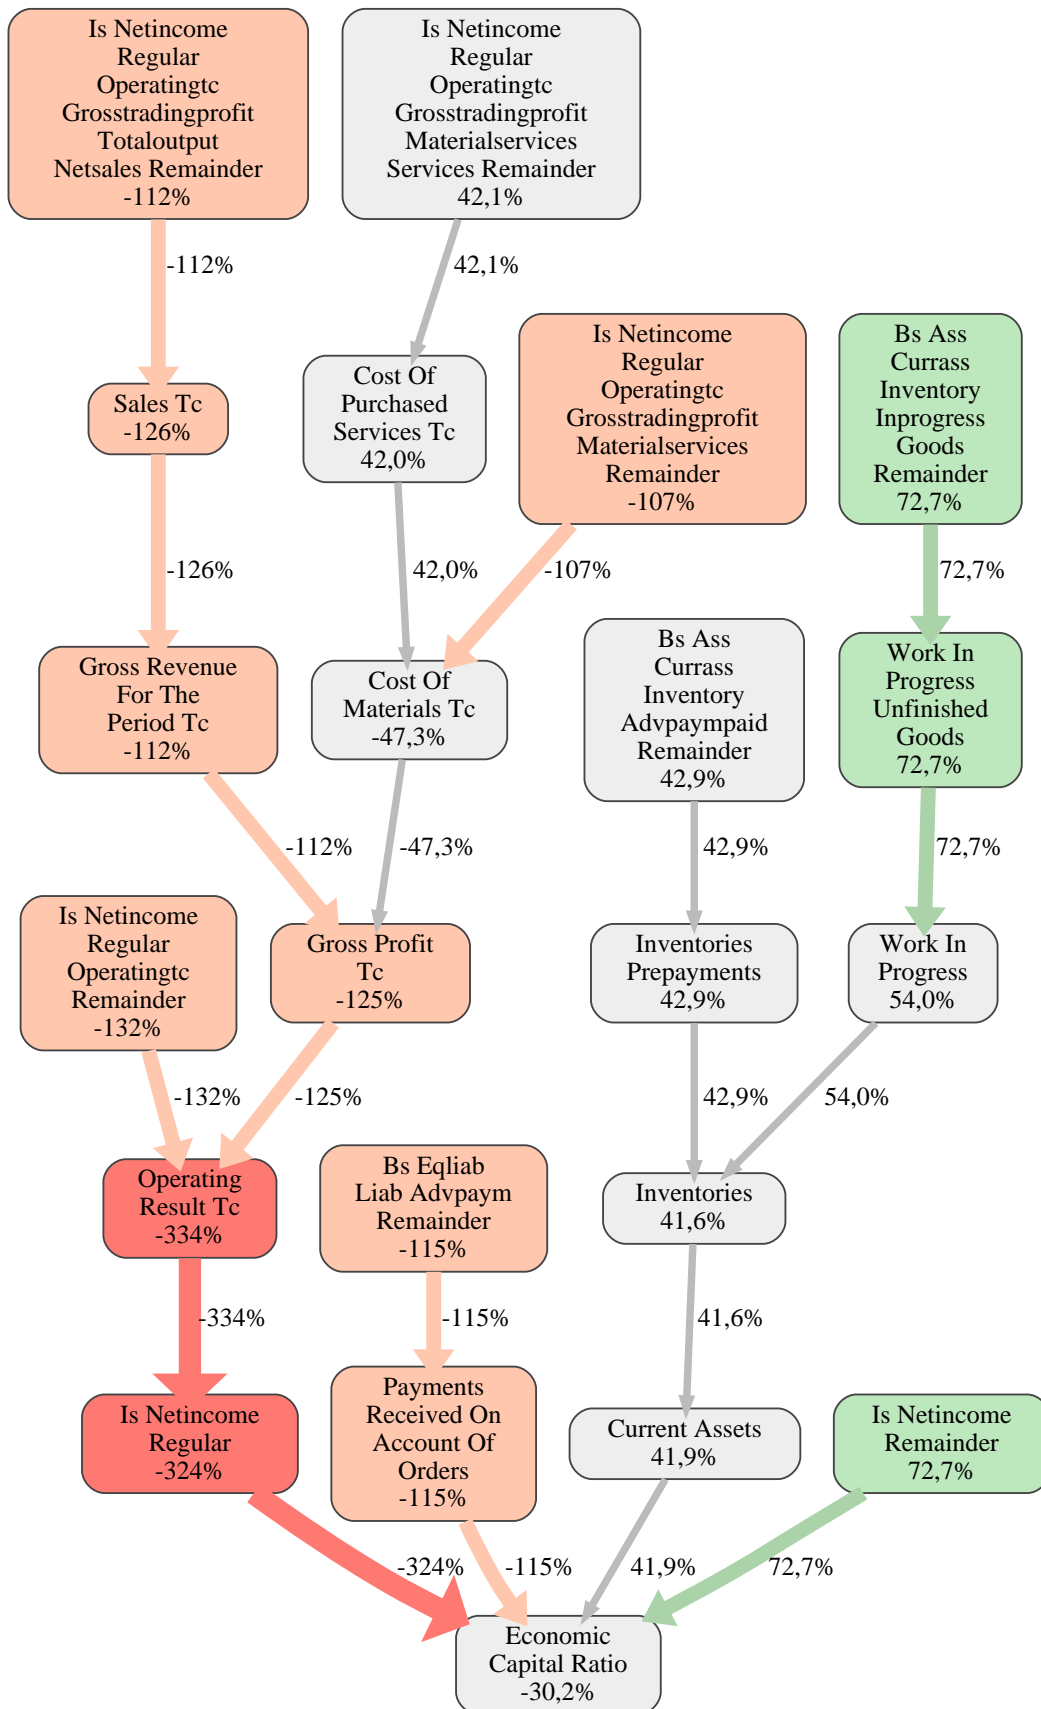 Is Netincome
Regular
Operatingtc
Grosstradingprofit
Totaloutput
Netsales Remainder
-112%
Is Netincome
Regular
Operatingtc
Grosstradingprofit
Materialservices
Services Remainder
42,1%
-112%
42,1%
Sales Tc
-126%
Cost Of
Purchased
Services Tc
42,0%
Is Netincome
Regular
Operatingtc
Grosstradingprofit
Materialservices
Remainder
-107%
Bs Ass
Currass
Inventory
Inprogress
Goods
Remainder
72,7%
-126%
42,0%
-107%
72,7%
Gross Revenue
For The
Period Tc
-112%
Cost Of
Materials Tc
-47,3%
Bs Ass
Currass
Inventory
Advpaympaid
Remainder
42,9%
Work In
Progress
Unfinished
Goods
72,7%
-112%
-47,3%
42,9%
72,7%
Is Netincome
Regular
Operatingtc
Remainder
-132%
Gross Profit
Tc
-125%
Inventories
Prepayments
42,9%
Work In
Progress
54,0%
-132%
-125%
42,9%
54,0%
Operating
Result Tc
-334%
Bs Eqliab
Liab Advpaym
Remainder
-115%
Inventories
41,6%
-334%
-115%
41,6%
Is Netincome
Regular
-324%
Payments
Received On
Account Of
Orders
-115%
Current Assets
41,9%
Is Netincome
Remainder
72,7%
-324%
-115%
41,9%
72,7%
Economic
Capital Ratio
-30,2%